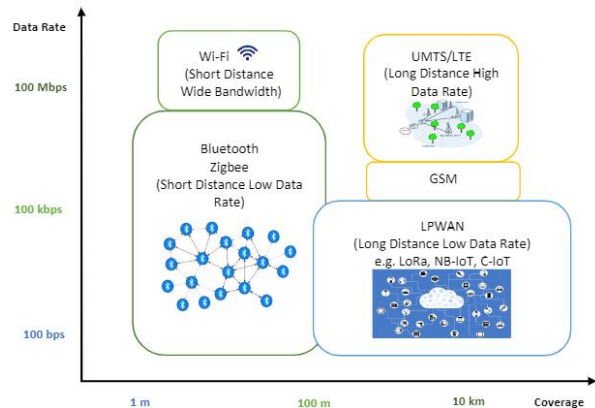 Data Rate
Wi-Fi
(Short Distance
Wide Bandwidth)
UMTS/LTE
(Long Distance High
Data Rate)
100 Mbps
Bluetooth
Zigbee
(Short Distance Low Data
Rate)
GSM
100 kbps
LPWAN
(Long Distance Low Data Rate)
e.g. LoRa, NB-IoT, C-IoT
100 bps
1 m
100 m
10 km
Coverage